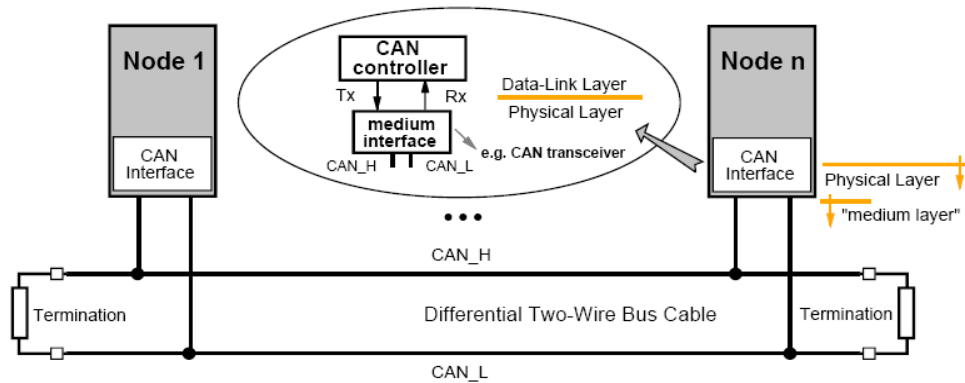 Node 1
CAN
Interface
CAN
controller
Tx
Rx
medium
interface
CAN_H
CAN_L
e.g. CAN transceiver
Data-Link Layer
Physical Layer
Node n
CAN
Interface
Physical Layer
"medium layer"
CAN_H
Termination
Differential Two-Wire Bus Cable
Termination
CAN_L